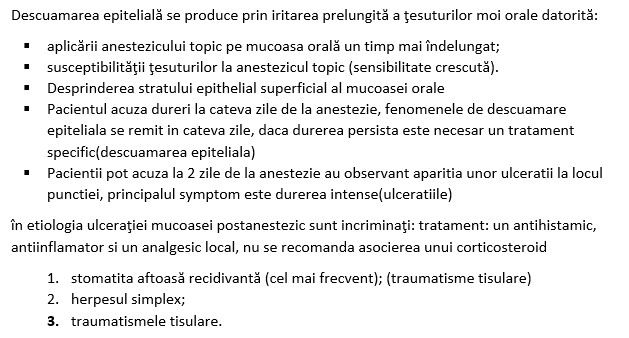 Descuamarea epitelială se produce prin iritarea prelungită a ţesuturilor moi orale datorită:
▪ aplicării anestezicului topic pe mucoasa orală un timp mai îndelungat;
▪ susceptibilităţii ţesuturilor la anestezicul topic (sensibilitate crescută).
▪ Desprinderea stratului epithelial superficial al mucoasei orale
▪ Pacientul acuza dureri la cateva zile de la anestezie, fenomenele de descuamare
epiteliala se remit in cateva zile, daca durerea persista este necesar un tratament
specific(descuamarea epiteliala)
▪ Pacientii pot acuza la 2 zile de la anestezie au observant aparitia unor ulceratii la locul
punctiei, principalul symptom este durerea intense(ulceratiile)
în etiologia ulceraţiei mucoasei postanestezic sunt incriminaţi: tratament: un antihistamic,
antiinflamator si un analgesic local, nu se recomanda asocierea unui corticosteroid
1. stomatita aftoasă recidivantă (cel mai frecvent); (traumatisme tisulare)
2. herpesul simplex;
3. traumatismele tisulare.